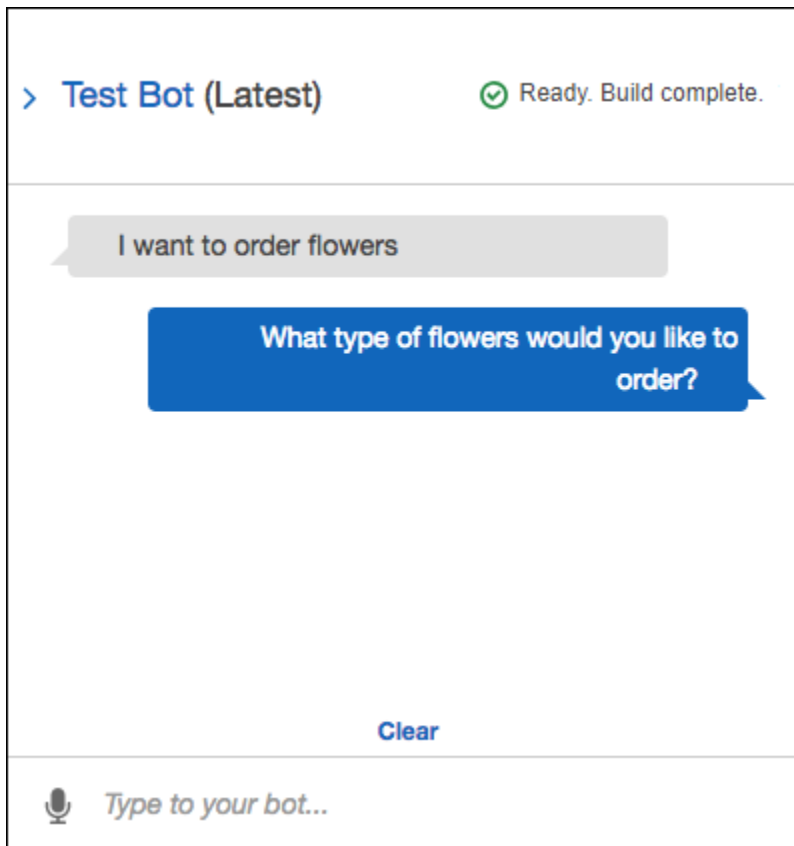 Test Bot (Latest)
Ready. Build complete.
I want to order flowers
What type of flowers would you like to
order?
Clear
Type to your bot...